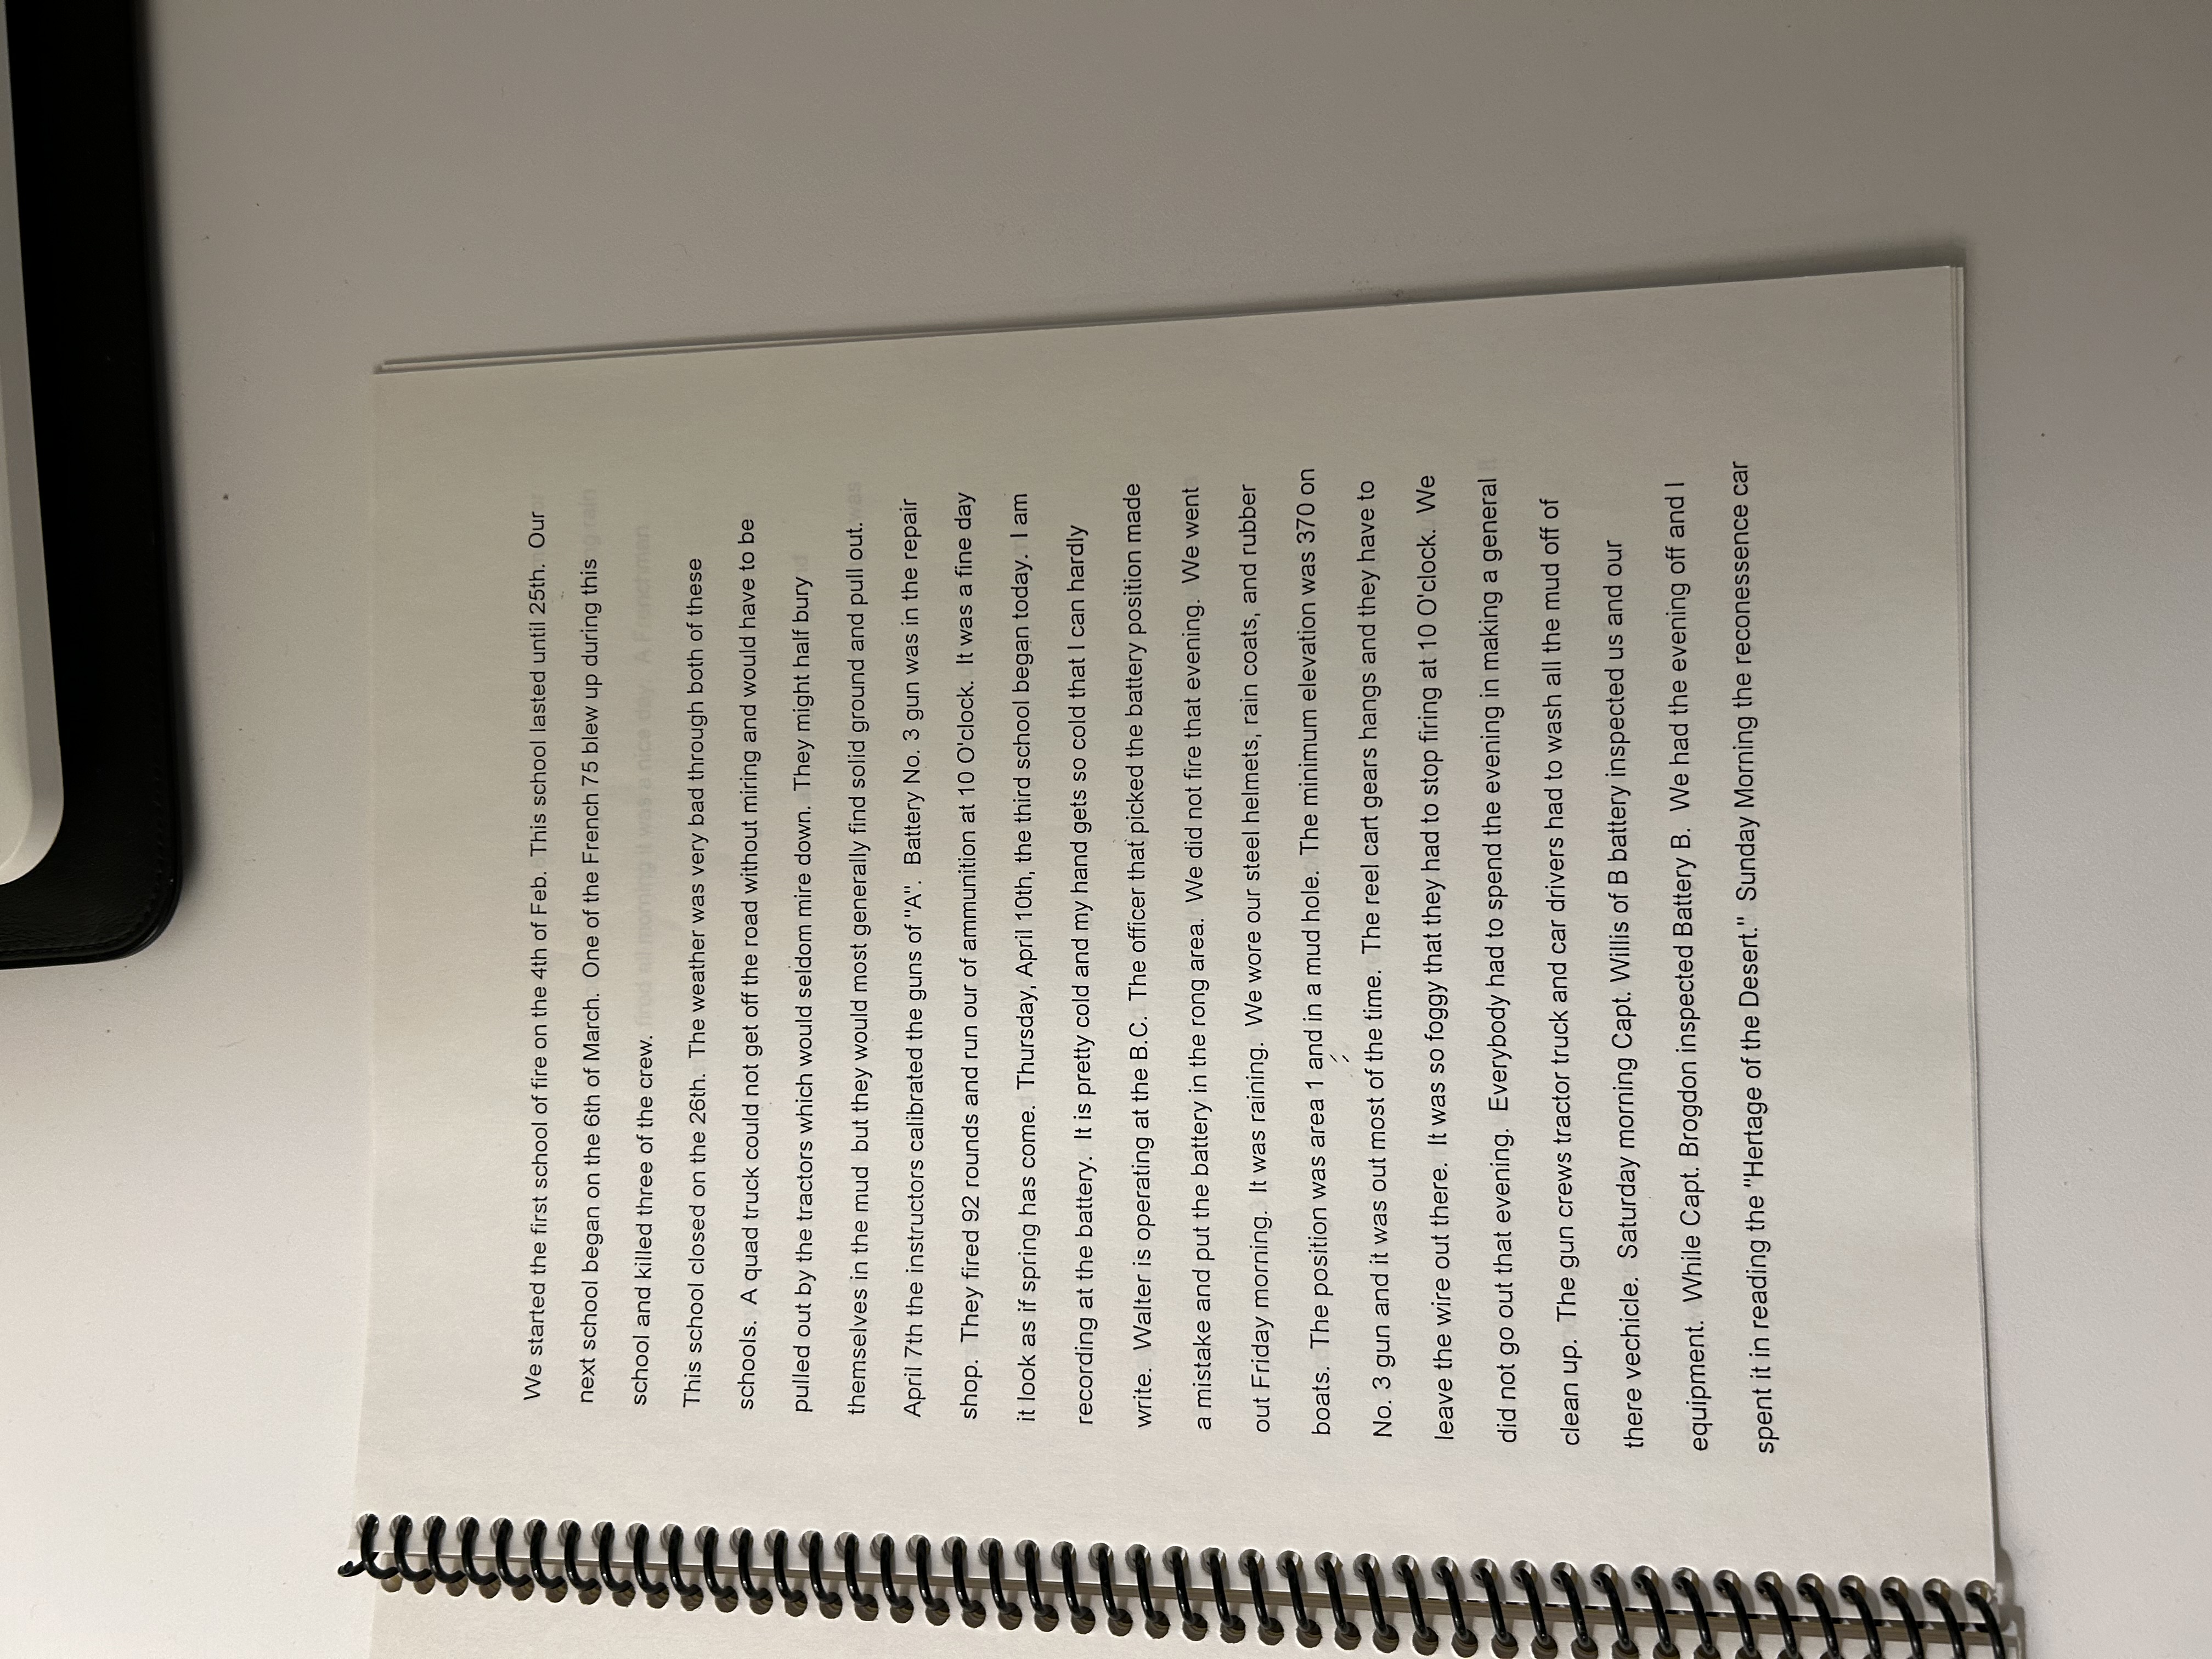 We started the first school of fire on the 4th of Feb.  This school lasted until 25th.  Our
next school began on the 6th of March.  One of the French 75 blew up during this
school and killed three of the crew.
This school closed on the 26th.  The weather was very bad through both of these
schools.  A quad truck could not get off the road without miring and would have to be
pulled out by the tractors which would seldom mire down.  They might half bury
themselves in the mud  but they would most generally find solid ground and pull out.
April 7th the instructors calibrated the guns of "A".  Battery No. 3 gun was in the repair
shop.  They fired 92 rounds and run our of ammunition at 10 O'clock.  It was a fine day
it look as if spring has come.  Thursday, April 10th, the third school began today.  I am
recording at the battery.  It is pretty cold and my hand gets so cold that I can hardly
write.  Walter is operating at the B.C.  The officer that picked the battery position made
a mistake and put the battery in the rong area.  We did not fire that evening.  We went
out Friday morning.  It was raining.  We wore our steel helmets, rain coats, and rubber
boats.  The position was area 1 and in a mud hole.  The minimum elevation was 370 on
No. 3 gun and it was out most of the time.  The reel cart gears hangs and they have to
leave the wire out there.  It was so foggy that they had to stop firing at 10 O'clock.  We
did not go out that evening.  Everybody had to spend the evening in making a general
clean up.  The gun crews tractor truck and car drivers had to wash all the mud off of
there vechicle.  Saturday morning Capt. Willis of B battery inspected us and our
equipment.  While Capt. Brogdon inspected Battery B.  We had the evening off and I
spent it in reading the "Hertage of the Desert."  Sunday Morning the reconessence car